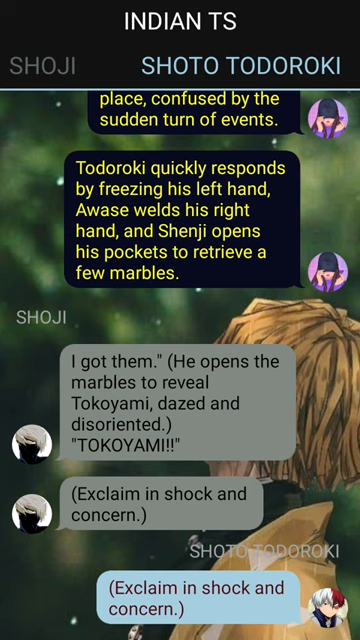 INDIAN TS
SHOJI
SHOTO TODOROKI
place, confused by the
sudden turn of events.
Todoroki quickly responds
by freezing his left hand,
Awase welds his right
hand, and Shenji opens
his pockets to retrieve a
few marbles.
SHOJI
I got them." (He opens the
marbles to reveal
Tokoyami, dazed and
disoriented.)
"TOKOYAMI!!"
(Exclaim in shock and
concern.)
SHOTO TODOROKI
(Exclaim in shock and
concern.)